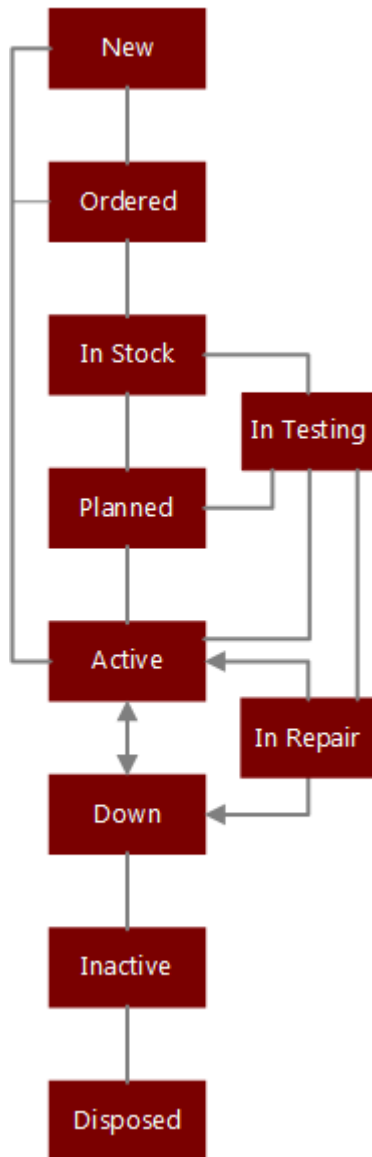 New
Ordered
In Stock
In Testing
Planned
Active
In Repair
Down
Inactive
Disposed